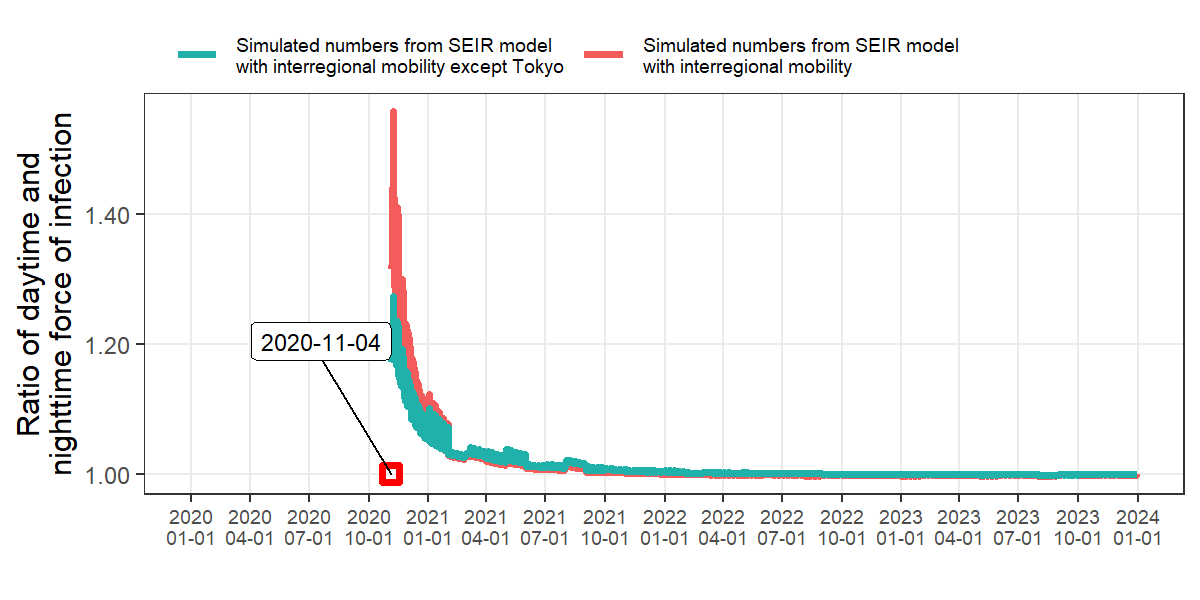 Simulated numbers from SEIR model
with interregional mobility except Tokyo
Simulated numbers from SEIR model
with interregional mobility
Ratio of daytime and
nighttime force of infection
1.40
1.20
1.00
2020-11-04
2020 2020 2020 2020 2021 2021 2021 2021 2022 2022 2022 2022 2023 2023 2023 2023 2024
01-01 04-01 07-01 10-01 01-01 04-01 07-01 10-01 01-01 04-01 07-01 10-01 01-01 04-01 07-01 10-01 01-01